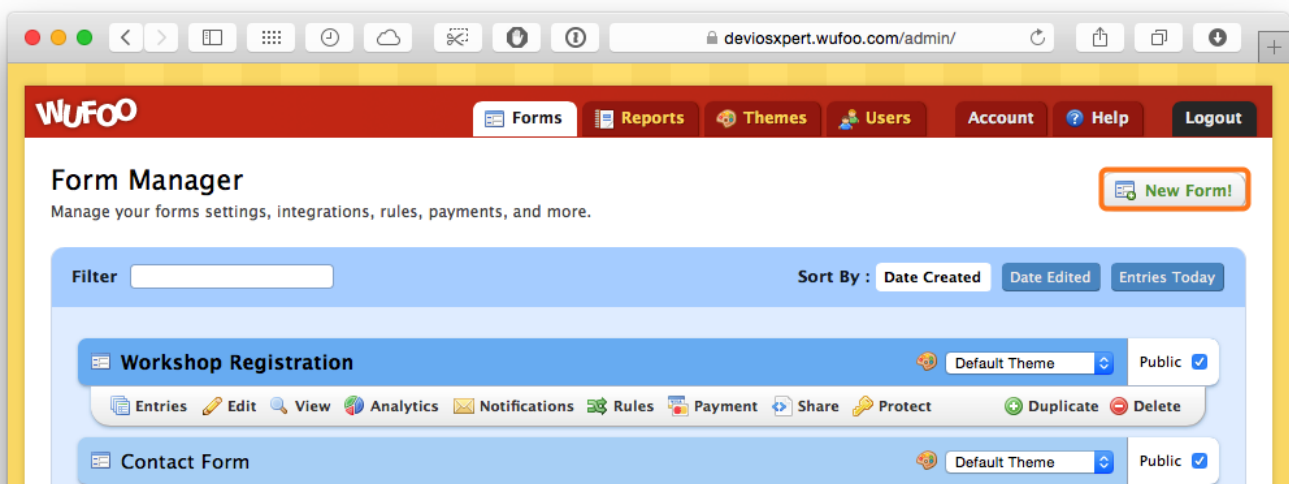 deviosxpert.wufoo.com/admin/
WUFOO
Forms Reports Themes Users Account Help Logout
Form Manager
New Form!
Manage your forms settings, integrations, rules, payments, and more.
Filter Sort By : Date Created Date Edited Entries Today
Workshop Registration Default Theme Public
Entries Edit View Analytics Notifications Rules Payment Share Protect Duplicate Delete
Contact Form Default Theme Public